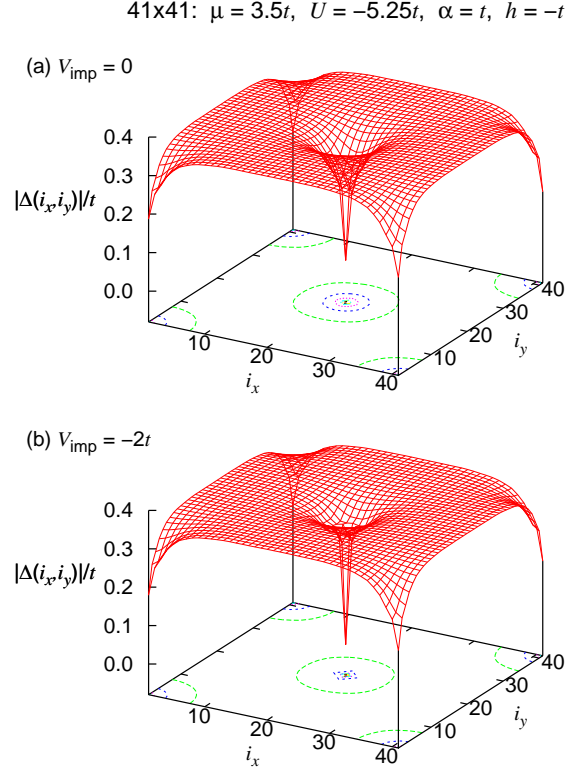 41x41: μ = 3.5t, U = −5.25t, α = t, h = −t
(a) V_imp = 0
0.4
0.3
|Δ(i_x,i_y)|/t
0.2
0.1
0.0
10
20
30
40
i_x
10
20
30
40
i_y
(b) V_imp = −2t
0.4
0.3
|Δ(i_x,i_y)|/t
0.2
0.1
0.0
10
20
30
40
i_x
10
20
30
40
i_y